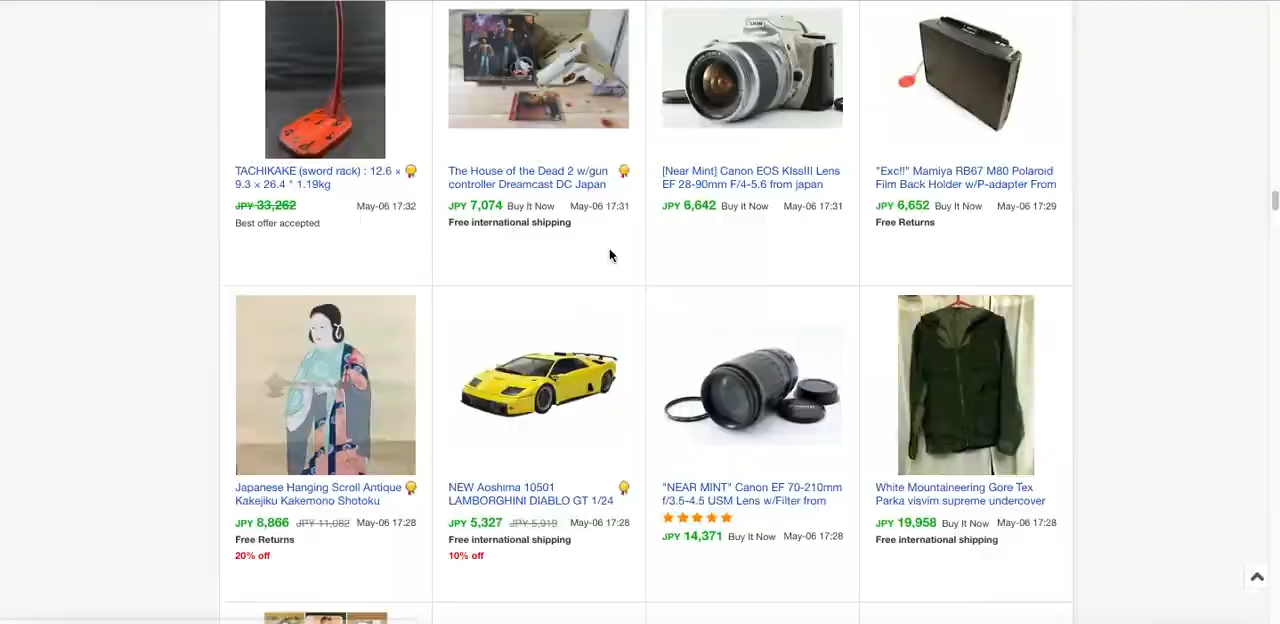 TACHIKAKE (sword rack) : 12.6 ×
9.3 × 26.4 " 1.19kg
JPY 33,262 May-06 17:32
Best offer accepted
The House of the Dead 2 w/gun
controller Dreamcast DC Japan
JPY 7,074 Buy It Now May-06 17:31
Free international shipping
[Near Mint] Canon EOS KIssIII Lens
EF 28-90mm F/4-5.6 from japan
JPY 6,642 Buy It Now May-06 17:31
"Exc!!" Mamiya RB67 M80 Polaroid
Film Back Holder w/P-adapter From
JPY 6,652 Buy It Now May-06 17:29
Free Returns
Japanese Hanging Scroll Antique
Kakejiku Kakemono Shotoku
JPY 8,866 JPY 11,082 May-06 17:28
Free Returns
20% off
NEW Aoshima 10501
LAMBORGHINI DIABLO GT 1/24
JPY 5,327 JPY 5,919 May-06 17:28
Free international shipping
10% off
"NEAR MINT" Canon EF 70-210mm
f/3.5-4.5 USM Lens w/Filter from
JPY 14,371 Buy It Now May-06 17:28
White Mountaineering Gore Tex
Parka visvim supreme undercover
JPY 19,958 Buy It Now May-06 17:28
Free international shipping